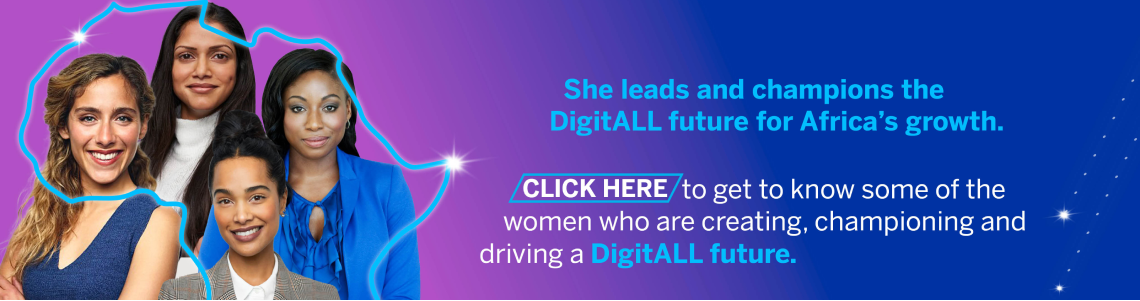 She leads and champions the
DigitALL future for Africa's growth.
CLICK HERE to get to know some of the
women who are creating, championing and
driving a DigitALL future.